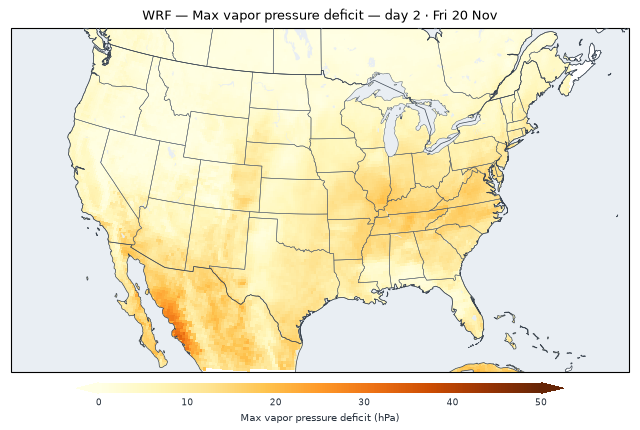 WRF — Max vapor pressure deficit — day 2 · Fri 20 Nov
0 10 20 30 40 50
Max vapor pressure deficit (hPa)